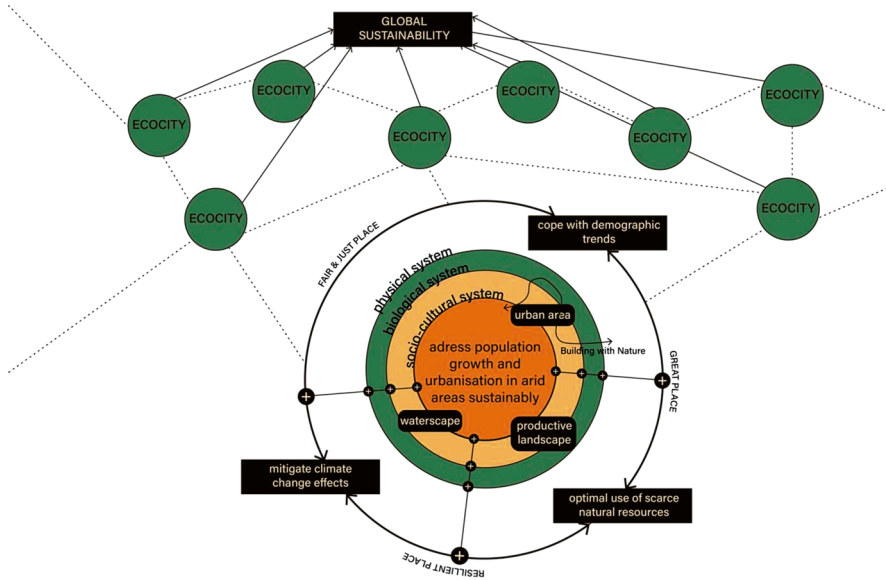 GLOBAL
SUSTAINABILITY
ECOCITY
ECOCITY
ECOCITY
ECOCITY
ECOCITY
ECOCITY
ECOCITY
ECOCITY
ECOCITY
cope with demographic
trends
FAIR & JUST PLACE
physical system
biological system
socio-cultural system
urban area
Building with Nature
adress population
growth and
urbanisation in arid
areas sustainably
GREAT PLACE
waterscape
productive
landscape
mitigate climate
change effects
optimal use of scarce
natural resources
RESILLIENT PLACE